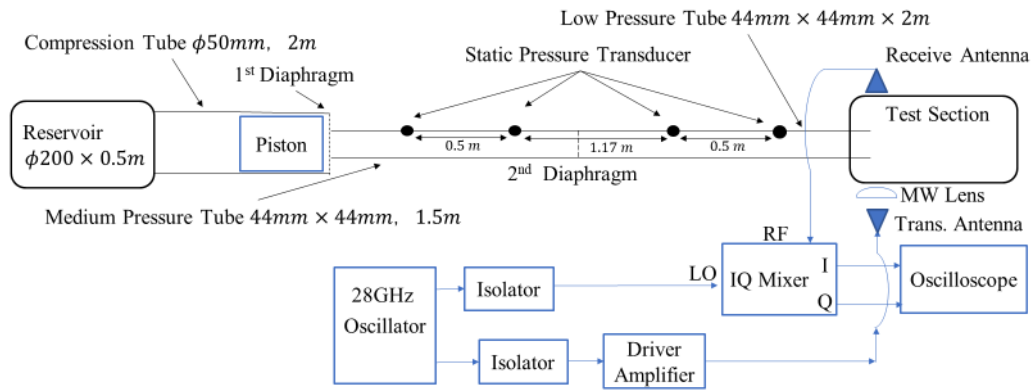 Low Pressure Tube 44mm × 44mm × 2m
Compression Tube ϕ50mm, 2m
1st Diaphragm
Static Pressure Transducer
Receive Antenna
Reservoir
ϕ200 × 0.5m
Piston
0.5 m
1.17 m
0.5 m
Test Section
2nd Diaphragm
MW Lens
Medium Pressure Tube 44mm × 44mm, 1.5m
Trans. Antenna
RF
LO
IQ Mixer
I
Q
Oscilloscope
28GHz
Oscillator
Isolator
Isolator
Driver
Amplifier